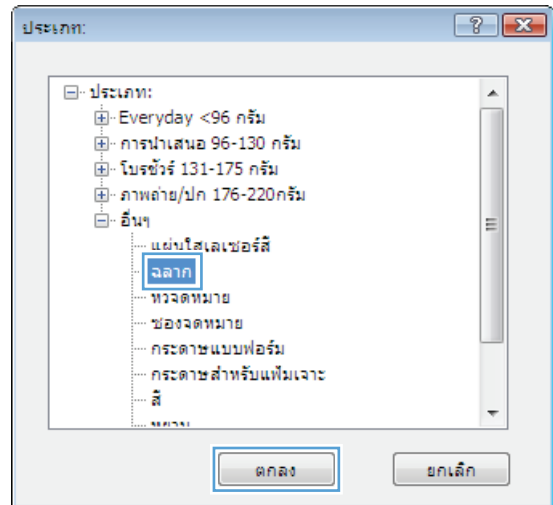 ประเภท:
ประเภท:
Everyday <96 กรัม
การนำเสนอ 96-130 กรัม
โบรชัวร์ 131-175 กรัม
ภาพถ่าย/ปก 176-220กรัม
อื่นๆ
แผ่นใสเลเซอร์สี
ฉลาก
หัวจดหมาย
ซองจดหมาย
กระดาษแบบฟอร์ม
กระดาษสำหรับแฟ้มเจาะ
สี
ตกลง ยกเลิก